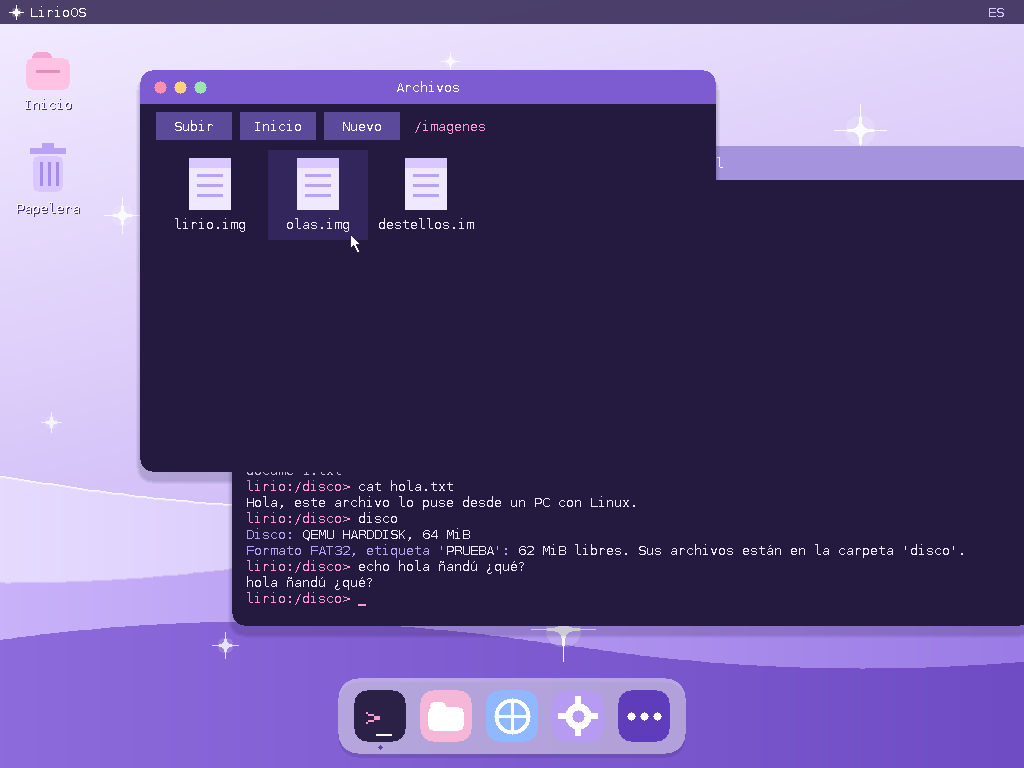 LirioOS
ES
Inicio
Papelera
Archivos
Subir Inicio Nuevo /imagenes
lirio.img olas.img destellos.im
lirio:/disco> cat hola.txt
Hola, este archivo lo puse desde un PC con Linux.
lirio:/disco> disco
Disco: QEMU HARDDISK, 64 MiB
Formato FAT32, etiqueta 'PRUEBA': 62 MiB libres. Sus archivos están en la carpeta 'disco'.
lirio:/disco> echo hola ñandú ¿qué?
hola ñandú ¿qué?
lirio:/disco> _